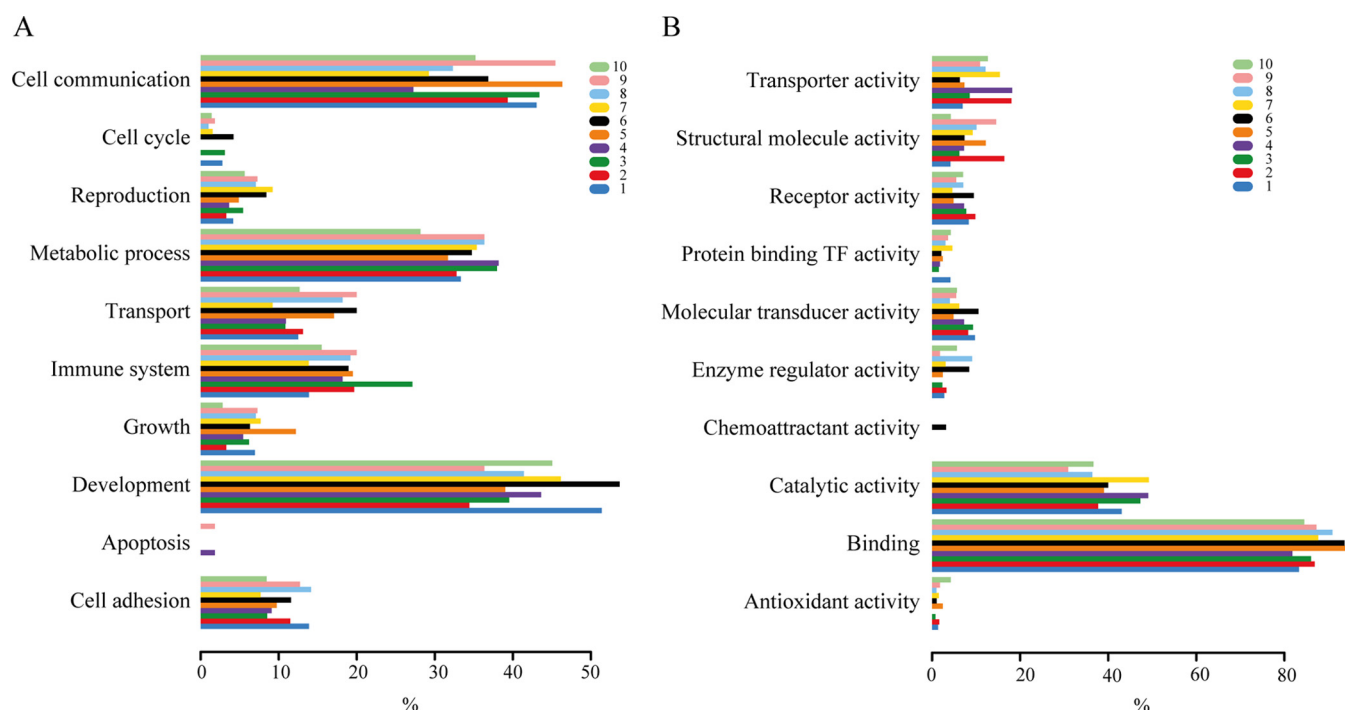 A
Cell communication
Cell cycle
Reproduction
Metabolic process
Transport
Immune system
Growth
Development
Apoptosis
Cell adhesion
10
9
8
7
6
5
4
3
2
1
0 10 20 30 40 50
%
B
Transporter activity
Structural molecule activity
Receptor activity
Protein binding TF activity
Molecular transducer activity
Enzyme regulator activity
Chemoattractant activity
Catalytic activity
Binding
Antioxidant activity
10
9
8
7
6
5
4
3
2
1
0 20 40 60 80
%